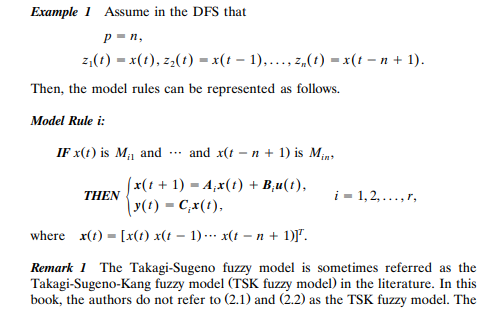 Example 1 Assume in the DFS that
p = n,
z₁(t) = x(t), z₂(t) = x(t − 1), ..., zₙ(t) = x(t − n + 1).
Then, the model rules can be represented as follows.
Model Rule i:
IF x(t) is Mᵢ₁ and ⋯ and x(t − n + 1) is Mᵢₙ,
THEN { x(t + 1) = Aᵢx(t) + Bᵢu(t),
y(t) = Cᵢx(t), i = 1, 2, ..., r,
where x(t) = [x(t) x(t − 1) ⋯ x(t − n + 1)]ᵀ.
Remark 1 The Takagi-Sugeno fuzzy model is sometimes referred as the
Takagi-Sugeno-Kang fuzzy model (TSK fuzzy model) in the literature. In this
book, the authors do not refer to (2.1) and (2.2) as the TSK fuzzy model. The